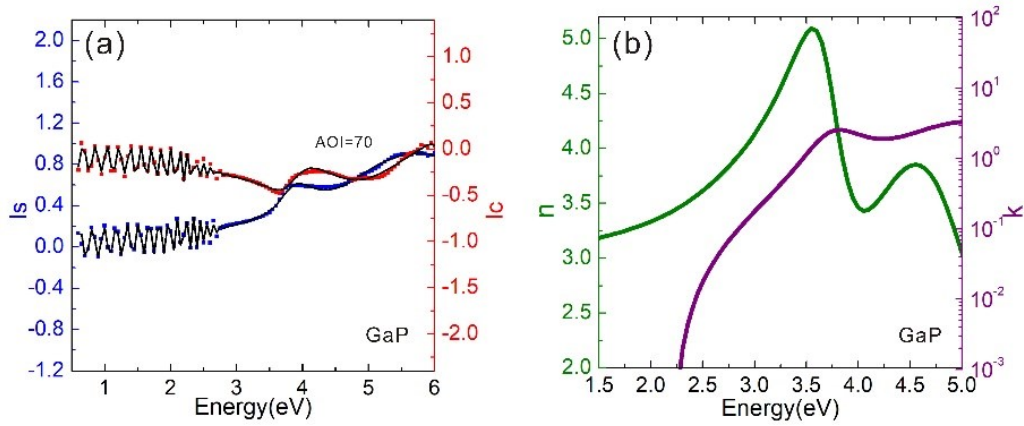 (a)
AOI=70
GaP
Is
2.0
1.6
1.2
0.8
0.4
0.0
-0.4
-0.8
-1.2
1.0
0.5
0.0
-0.5
-1.0
-1.5
-2.0
Ic
1 2 3 4 5 6
Energy(eV)
(b)
GaP
n
5.0
4.5
4.0
3.5
3.0
2.5
2.0
10²
10¹
10⁰
10⁻¹
10⁻²
10⁻³
k
1.5 2.0 2.5 3.0 3.5 4.0 4.5 5.0
Energy(eV)